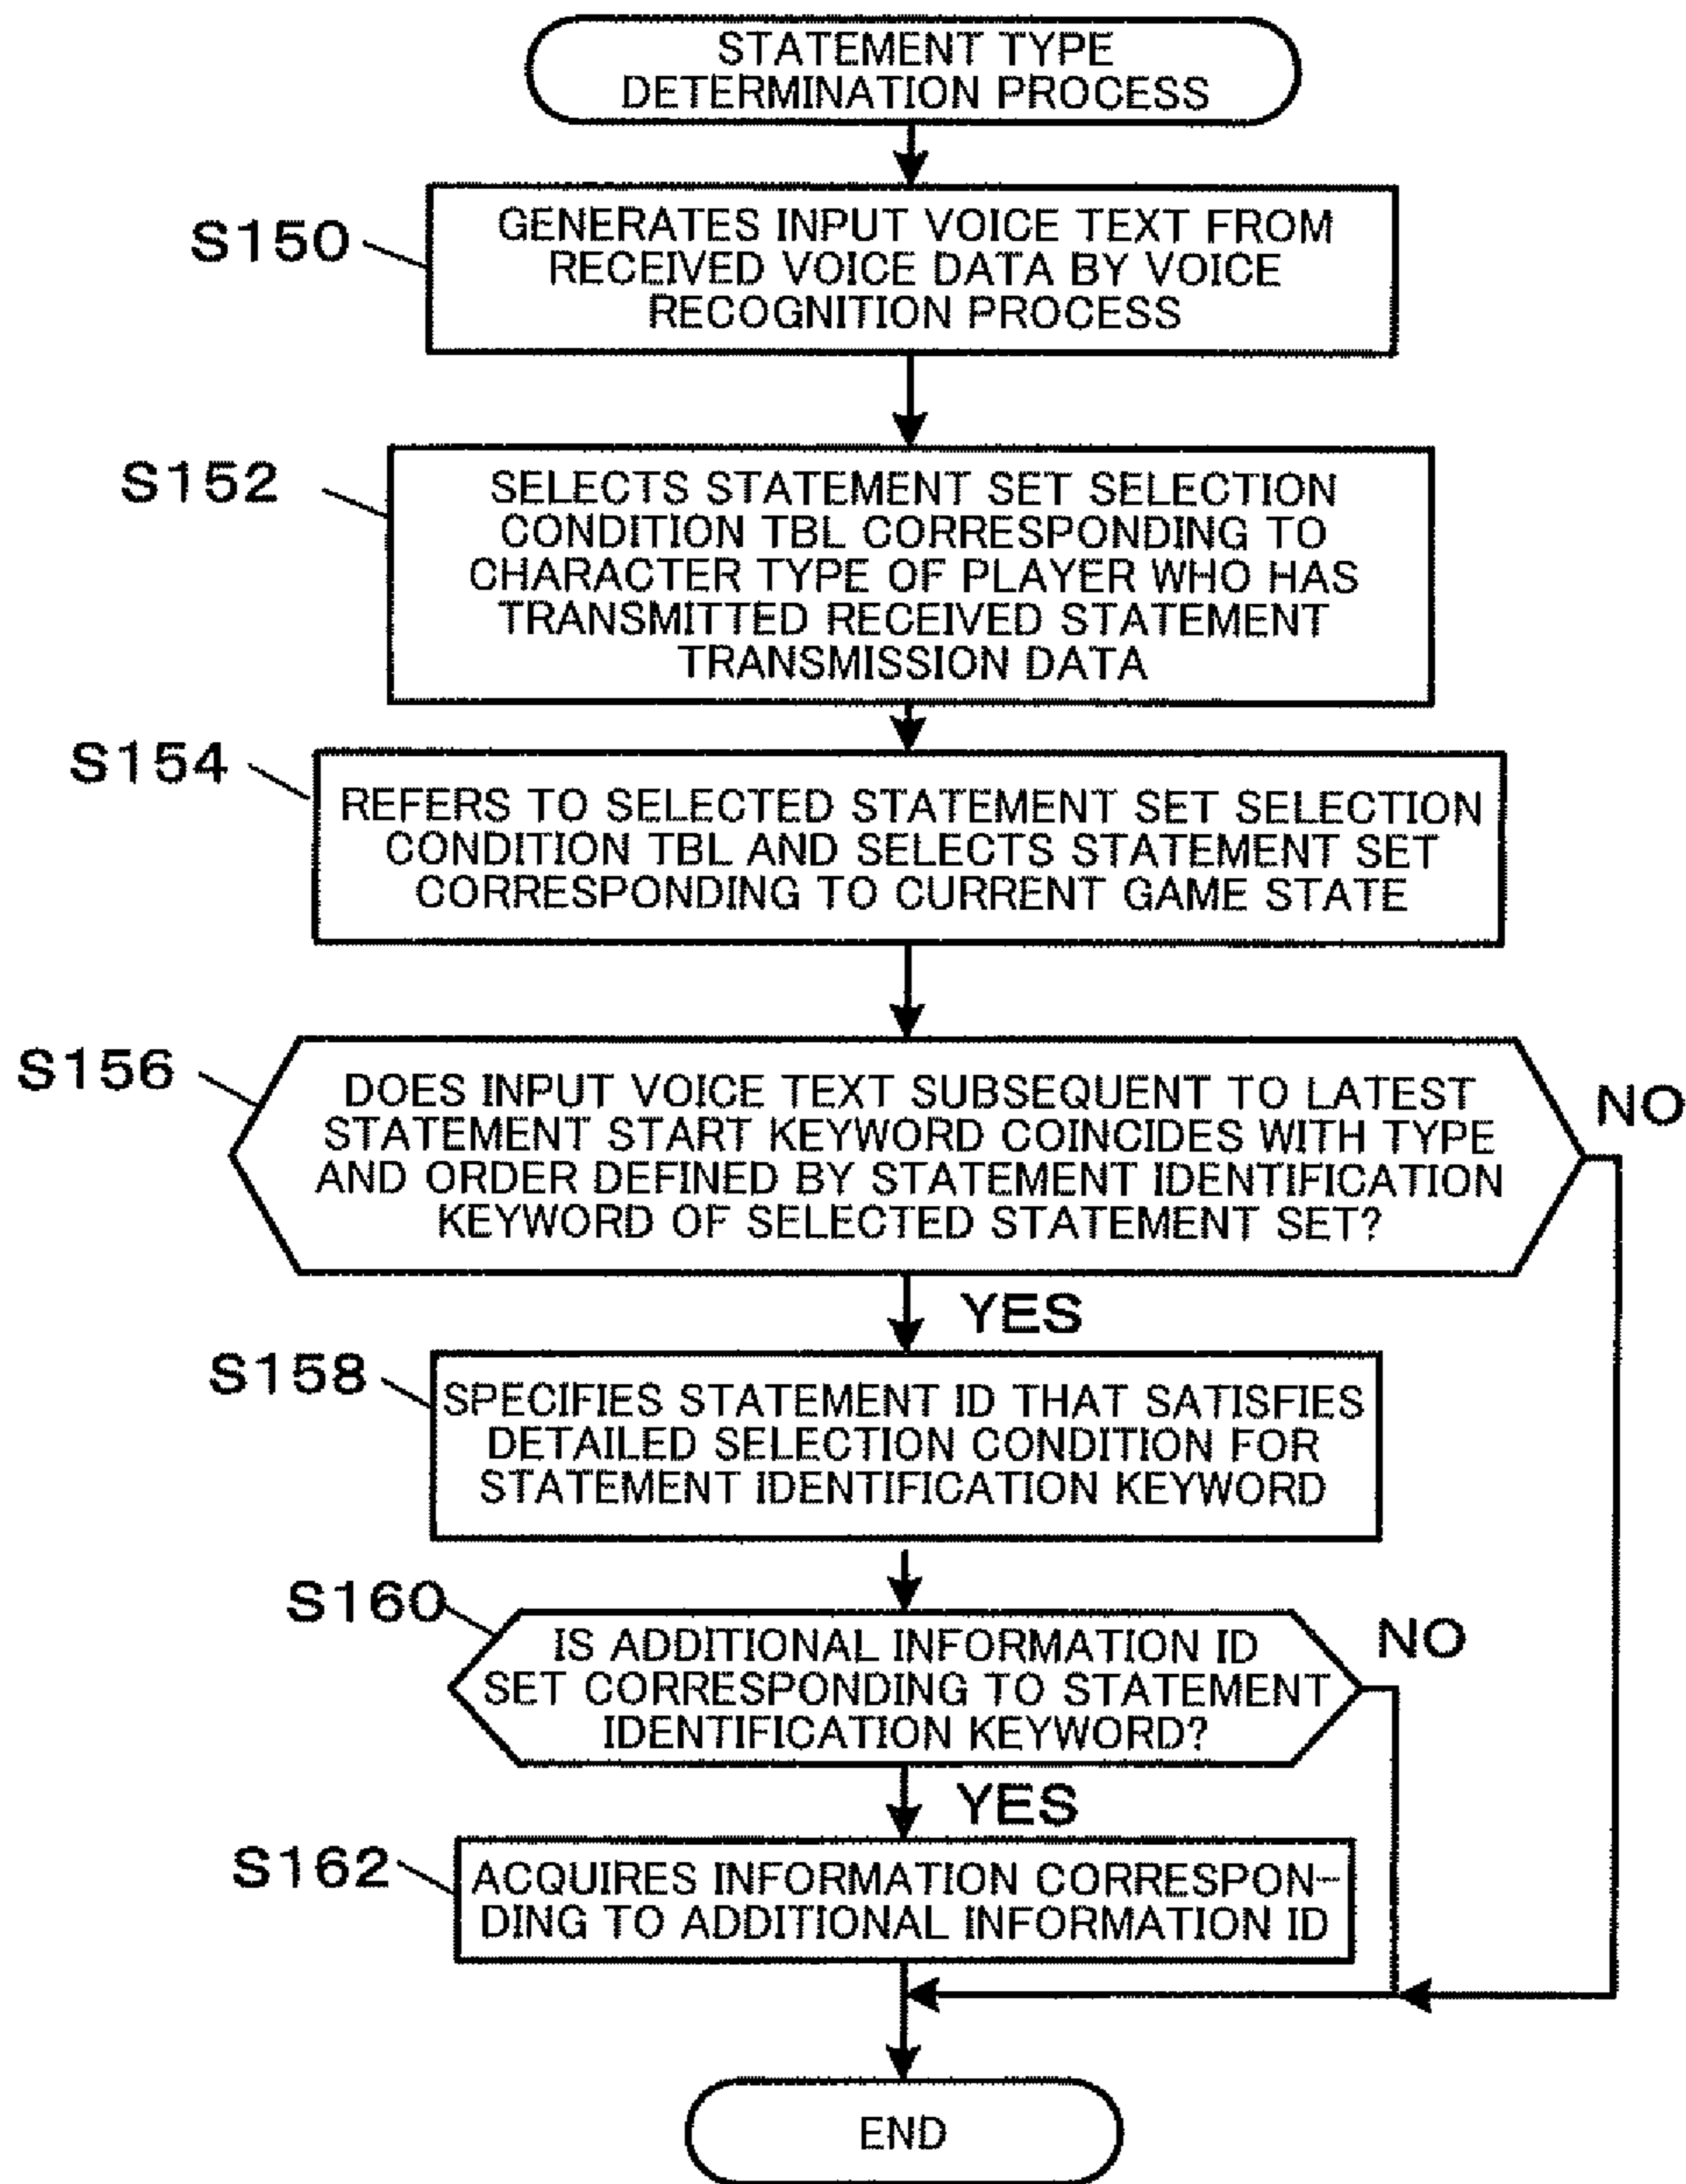 STATEMENT TYPE
DETERMINATION PROCESS
S150
GENERATES INPUT VOICE TEXT FROM
RECEIVED VOICE DATA BY VOICE
RECOGNITION PROCESS
S152
SELECTS STATEMENT SET SELECTION
CONDITION TBL CORRESPONDING TO
CHARACTER TYPE OF PLAYER WHO HAS
TRANSMITTED RECEIVED STATEMENT
TRANSMISSION DATA
S154
REFERS TO SELECTED STATEMENT SET SELECTION
CONDITION TBL AND SELECTS STATEMENT SET
CORRESPONDING TO CURRENT GAME STATE
S156
DOES INPUT VOICE TEXT SUBSEQUENT TO LATEST
STATEMENT START KEYWORD COINCIDES WITH TYPE
AND ORDER DEFINED BY STATEMENT IDENTIFICATION
KEYWORD OF SELECTED STATEMENT SET?
NO
YES
S158
SPECIFIES STATEMENT ID THAT SATISFIES
DETAILED SELECTION CONDITION FOR
STATEMENT IDENTIFICATION KEYWORD
S160
IS ADDITIONAL INFORMATION ID
SET CORRESPONDING TO STATEMENT
IDENTIFICATION KEYWORD?
NO
YES
S162
ACQUIRES INFORMATION CORRESPON-
DING TO ADDITIONAL INFORMATION ID
END